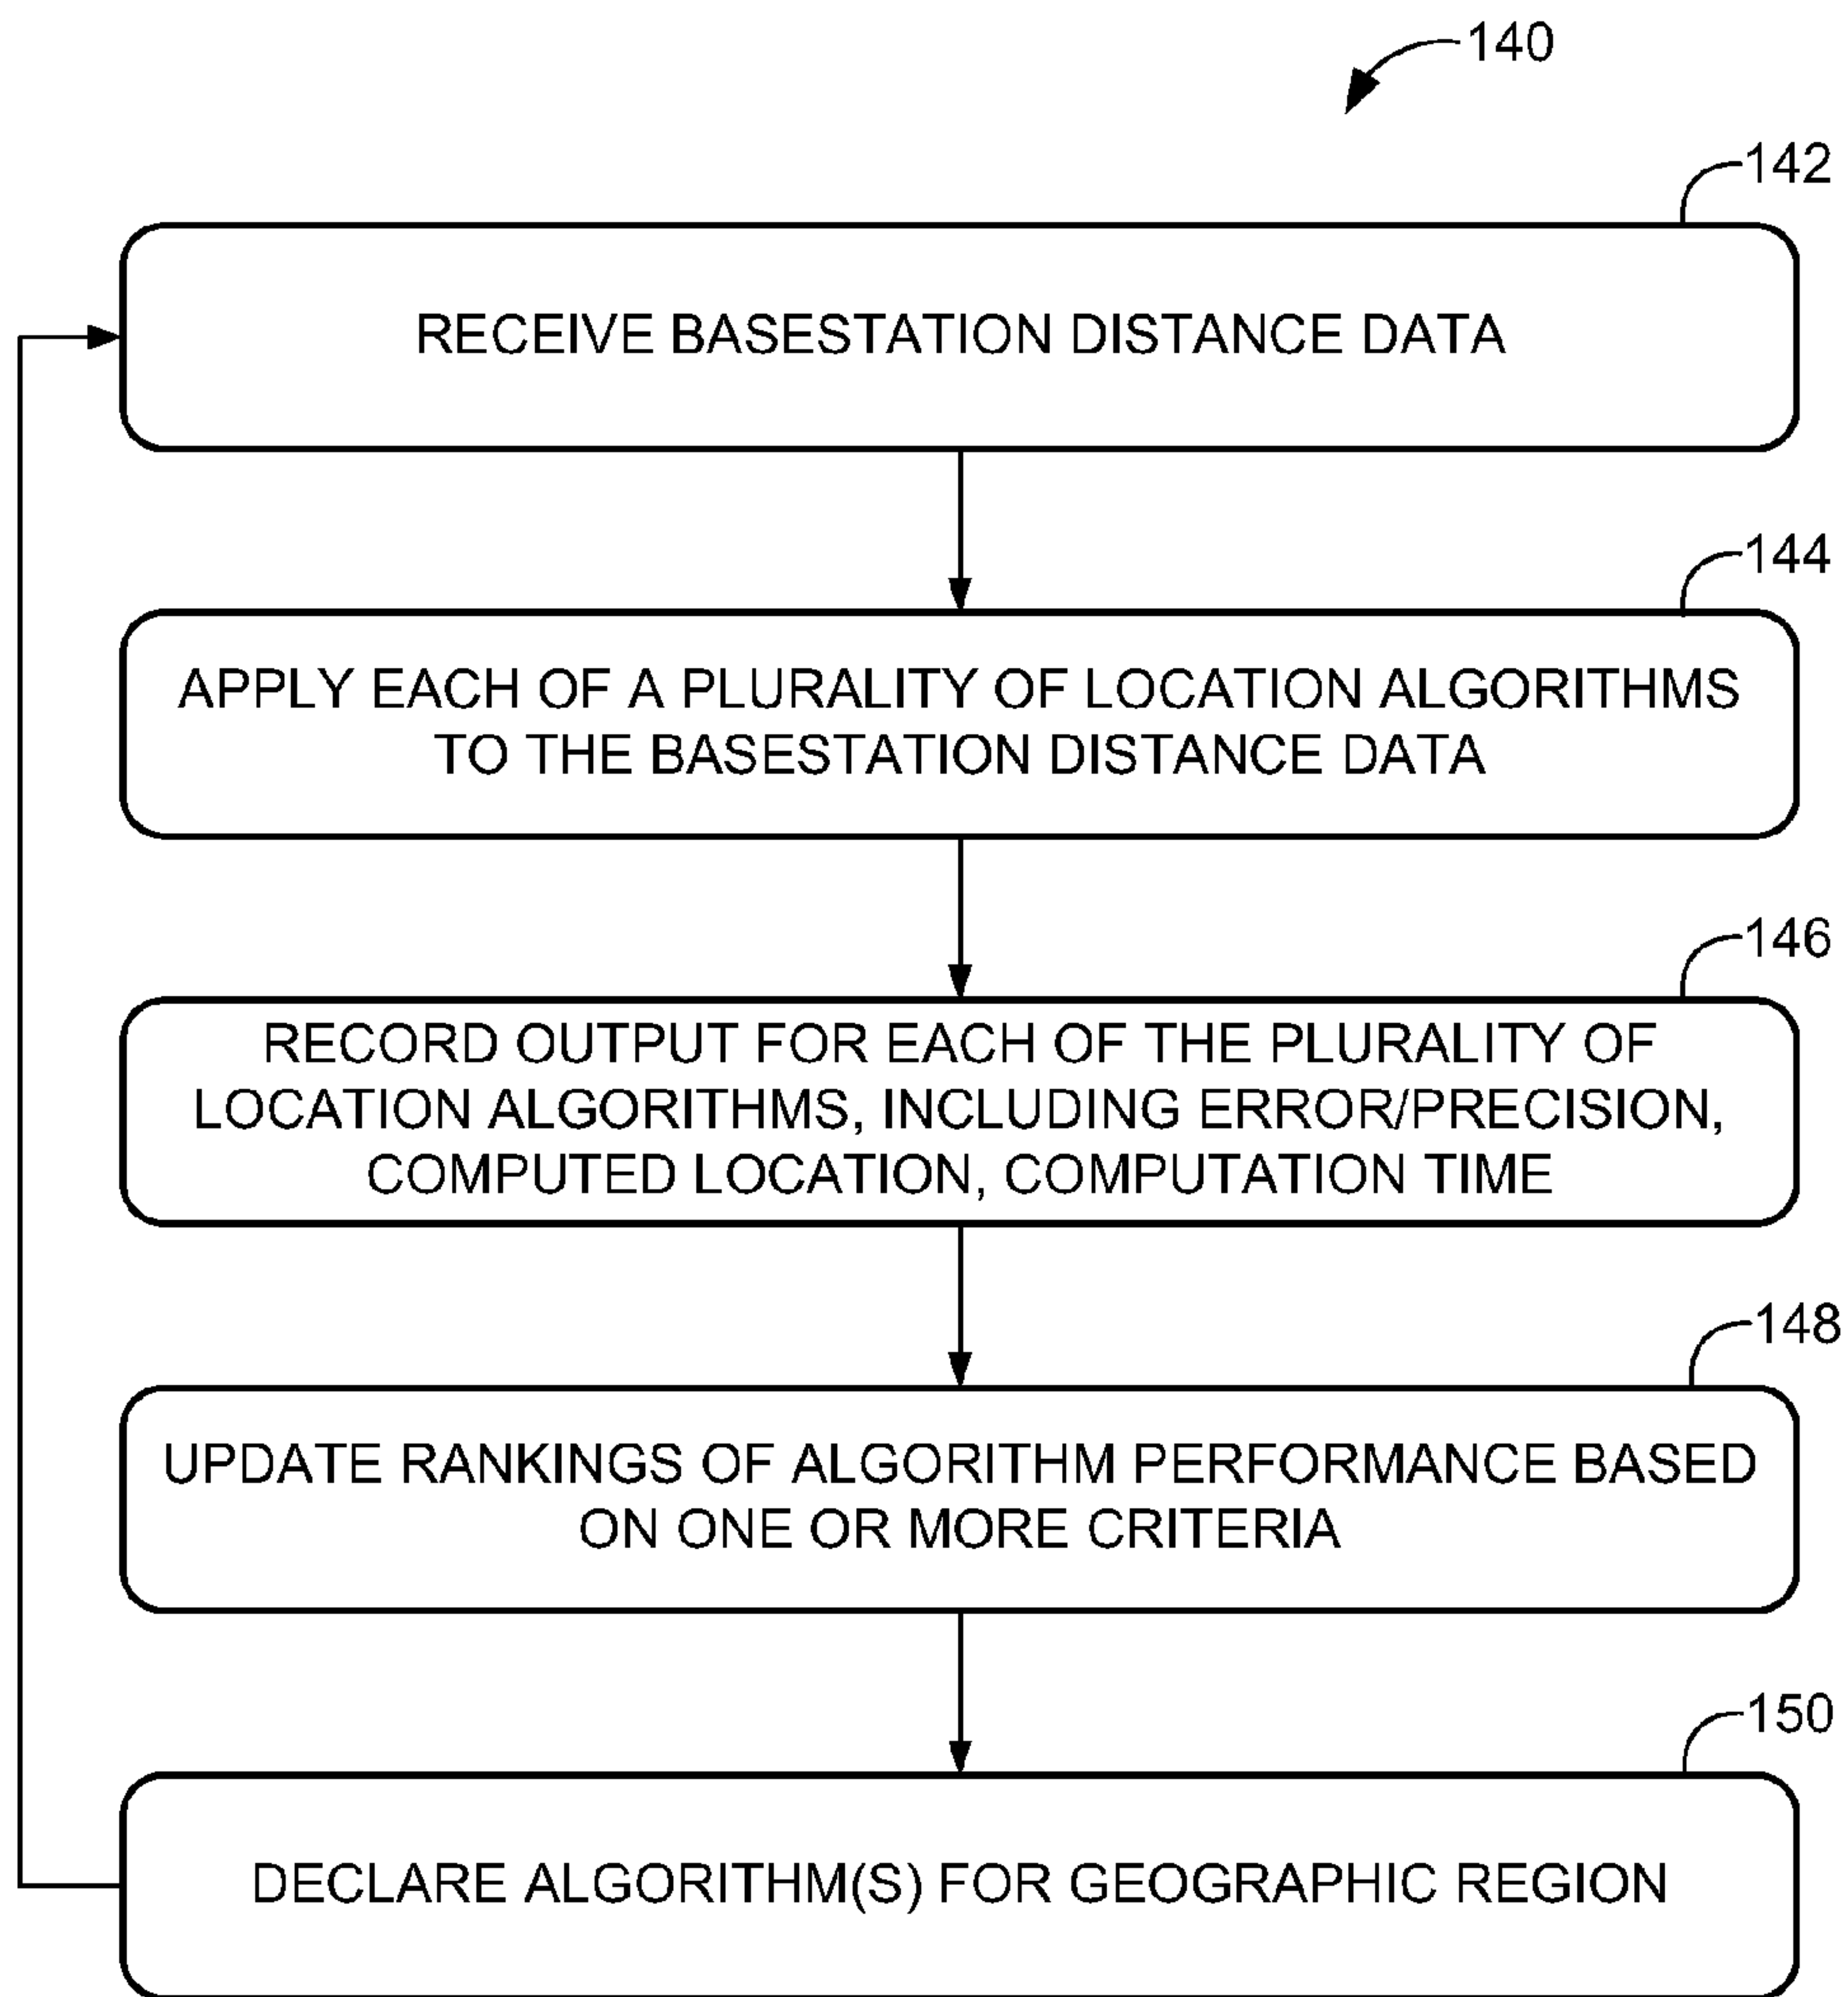 140
142
RECEIVE BASESTATION DISTANCE DATA
144
APPLY EACH OF A PLURALITY OF LOCATION ALGORITHMS
TO THE BASESTATION DISTANCE DATA
146
RECORD OUTPUT FOR EACH OF THE PLURALITY OF
LOCATION ALGORITHMS, INCLUDING ERROR/PRECISION,
COMPUTED LOCATION, COMPUTATION TIME
148
UPDATE RANKINGS OF ALGORITHM PERFORMANCE BASED
ON ONE OR MORE CRITERIA
150
DECLARE ALGORITHM(S) FOR GEOGRAPHIC REGION